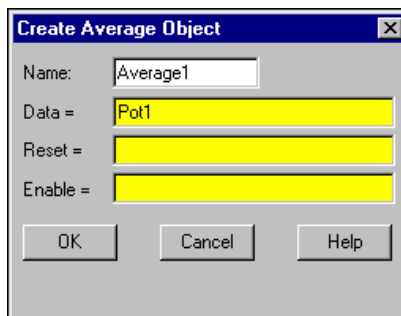 Create Average Object
Name: Average1
Data = Pot1
Reset =
Enable =
OK Cancel Help